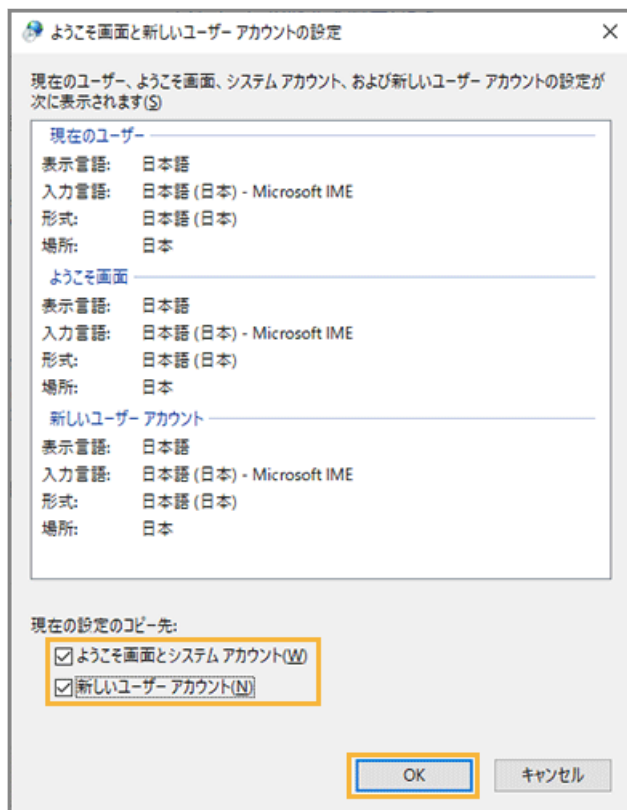 ようこそ画面と新しいユーザー アカウントの設定
現在のユーザー、ようこそ画面、システム アカウント、および新しいユーザー アカウントの設定が
次に表示されます(S)
現在のユーザー
表示言語: 日本語
入力言語: 日本語 (日本) - Microsoft IME
形式: 日本語 (日本)
場所: 日本
ようこそ画面
表示言語: 日本語
入力言語: 日本語 (日本) - Microsoft IME
形式: 日本語 (日本)
場所: 日本
新しいユーザー アカウント
表示言語: 日本語
入力言語: 日本語 (日本) - Microsoft IME
形式: 日本語 (日本)
場所: 日本
現在の設定のコピー先:
ようこそ画面とシステム アカウント(W)
新しいユーザー アカウント(N)
OK キャンセル